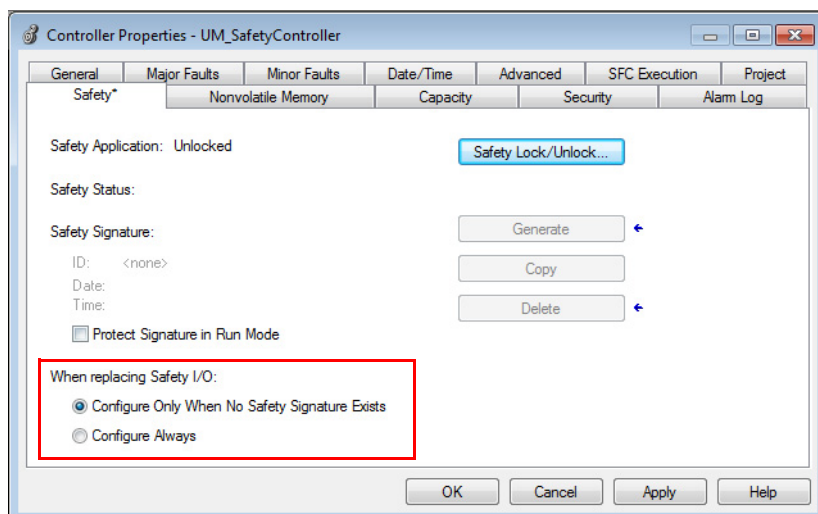 Controller Properties - UM_SafetyController
General Major Faults Minor Faults Date/Time Advanced SFC Execution Project
Safety* Nonvolatile Memory Capacity Security Alarm Log
Safety Application: Unlocked Safety Lock/Unlock...
Safety Status:
Safety Signature: Generate
ID: <none> Copy
Date:
Time: Delete
Protect Signature in Run Mode
When replacing Safety I/O:
Configure Only When No Safety Signature Exists
Configure Always
OK Cancel Apply Help